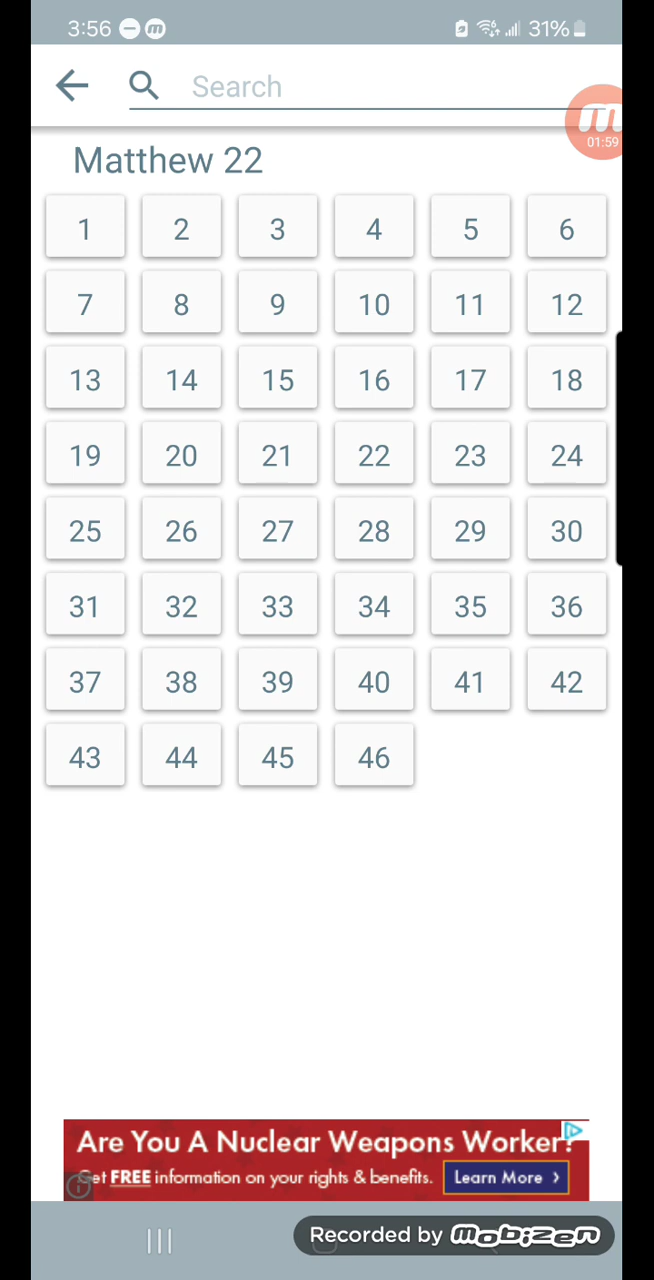 3:56 31%
Search
01:59
Matthew 22
1 2 3 4 5 6
7 8 9 10 11 12
13 14 15 16 17 18
19 20 21 22 23 24
25 26 27 28 29 30
31 32 33 34 35 36
37 38 39 40 41 42
43 44 45 46
Are You A Nuclear Weapons Worker?
Get FREE information on your rights & benefits. Learn More >
Recorded by mobizen